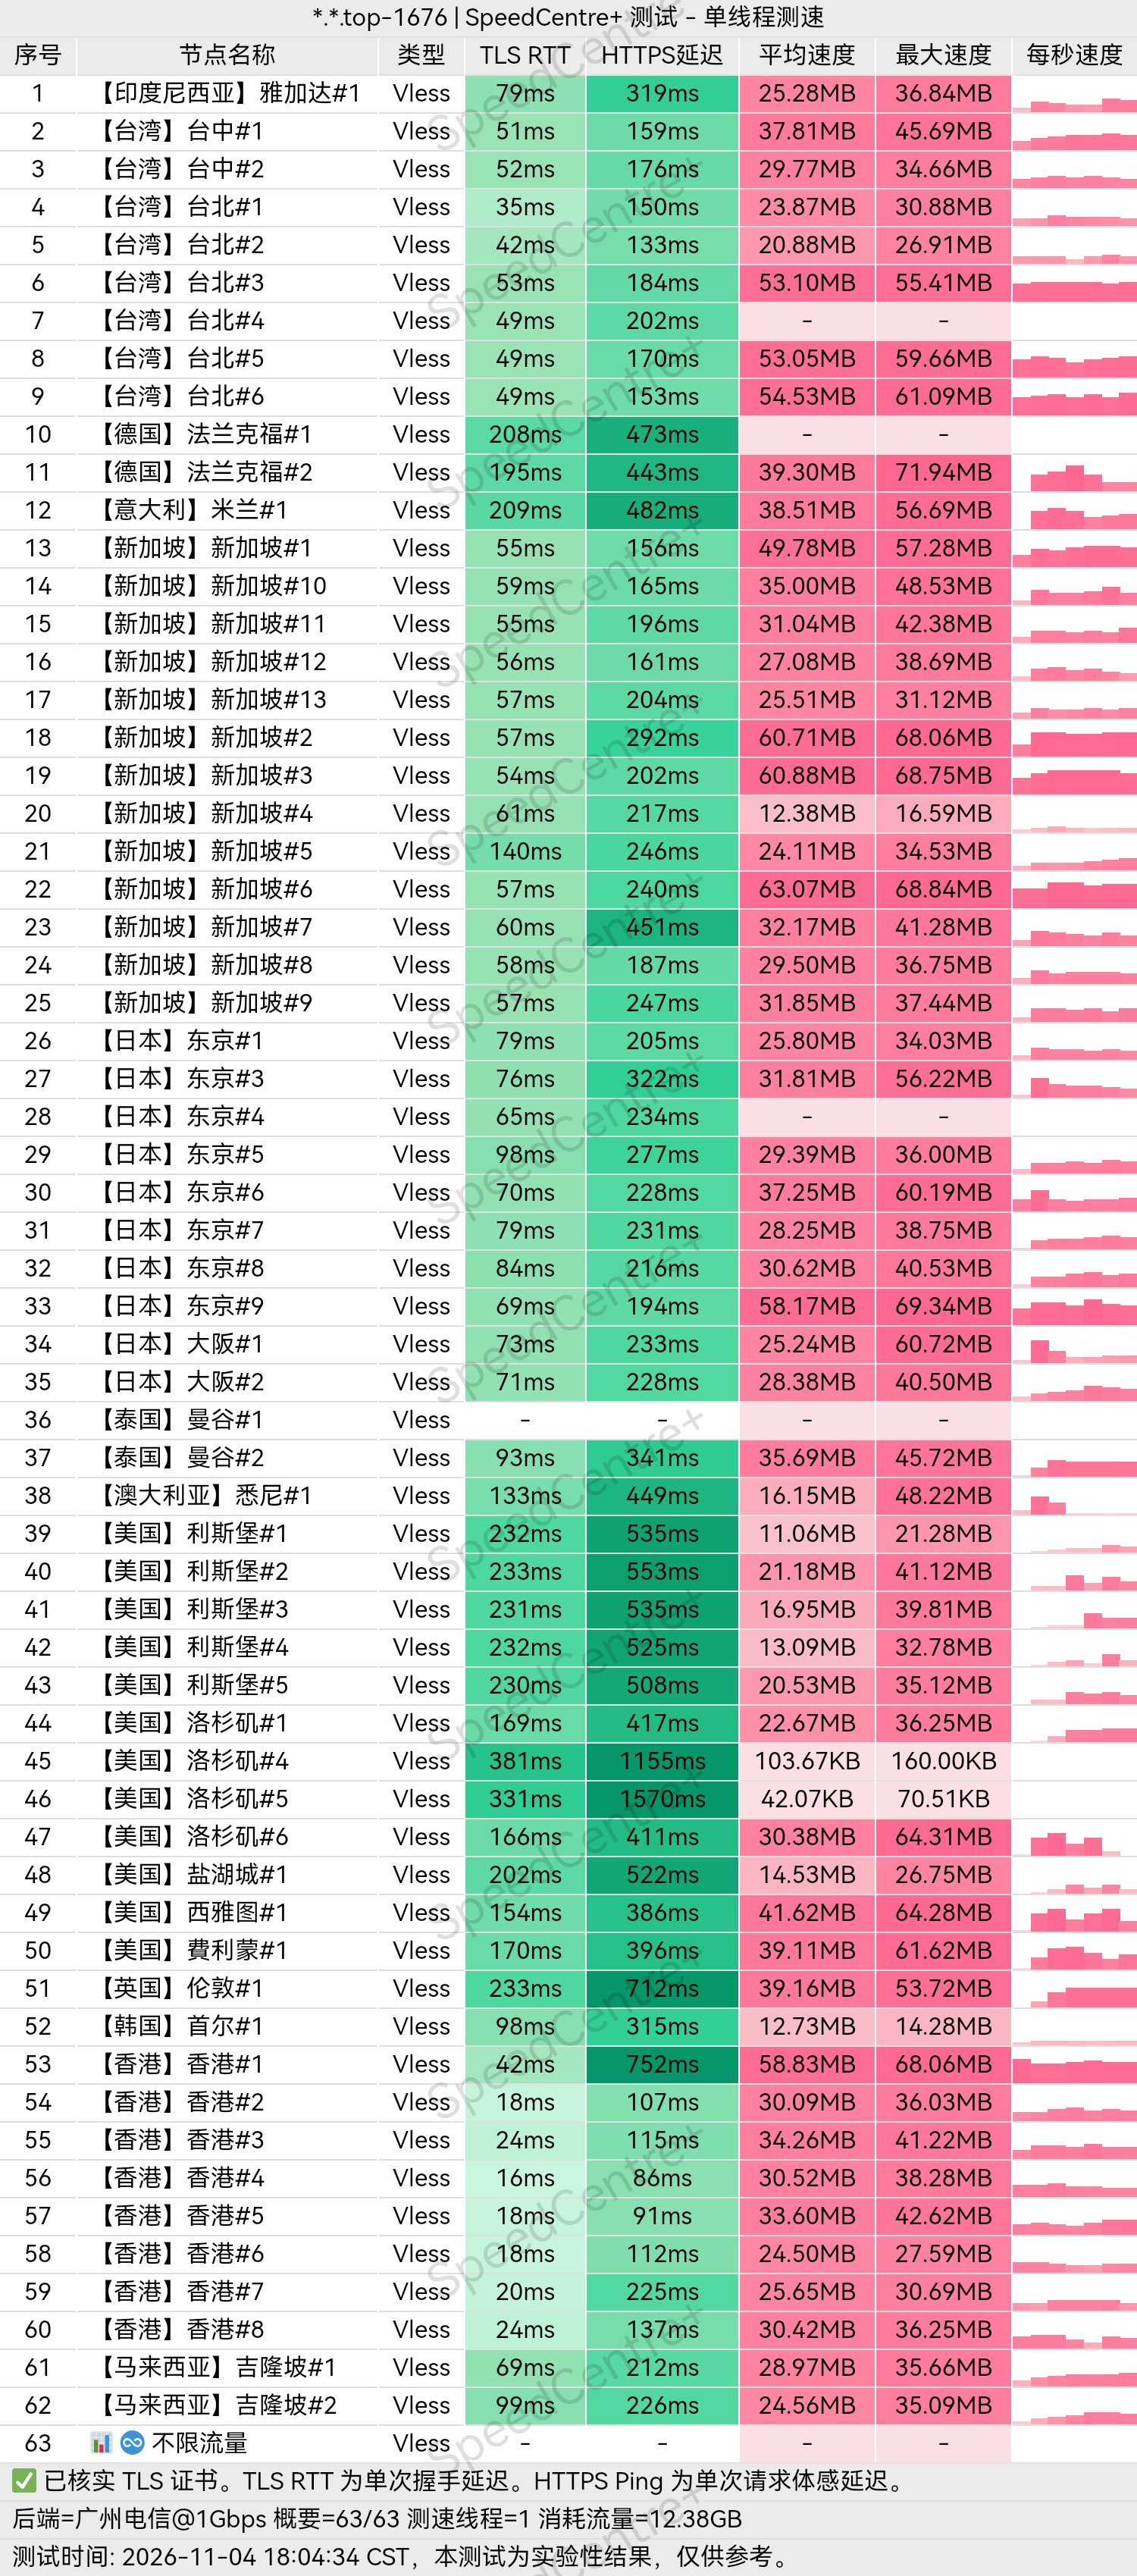 *.*.top-1676 | SpeedCentre+ 测试 - 单线程测速
序号 节点名称 类型 TLS RTT HTTPS延迟 平均速度 最大速度 每秒速度
1 【印度尼西亚】雅加达#1 Vless 79ms 319ms 25.28MB 36.84MB
2 【台湾】台中#1 Vless 51ms 159ms 37.81MB 45.69MB
3 【台湾】台中#2 Vless 52ms 176ms 29.77MB 34.66MB
4 【台湾】台北#1 Vless 35ms 150ms 23.87MB 30.88MB
5 【台湾】台北#2 Vless 42ms 133ms 20.88MB 26.91MB
6 【台湾】台北#3 Vless 53ms 184ms 53.10MB 55.41MB
7 【台湾】台北#4 Vless 49ms 202ms - -
8 【台湾】台北#5 Vless 49ms 170ms 53.05MB 59.66MB
9 【台湾】台北#6 Vless 49ms 153ms 54.53MB 61.09MB
10 【德国】法兰克福#1 Vless 208ms 473ms - -
11 【德国】法兰克福#2 Vless 195ms 443ms 39.30MB 71.94MB
12 【意大利】米兰#1 Vless 209ms 482ms 38.51MB 56.69MB
13 【新加坡】新加坡#1 Vless 55ms 156ms 49.78MB 57.28MB
14 【新加坡】新加坡#10 Vless 59ms 165ms 35.00MB 48.53MB
15 【新加坡】新加坡#11 Vless 55ms 196ms 31.04MB 42.38MB
16 【新加坡】新加坡#12 Vless 56ms 161ms 27.08MB 38.69MB
17 【新加坡】新加坡#13 Vless 57ms 204ms 25.51MB 31.12MB
18 【新加坡】新加坡#2 Vless 57ms 292ms 60.71MB 68.06MB
19 【新加坡】新加坡#3 Vless 54ms 202ms 60.88MB 68.75MB
20 【新加坡】新加坡#4 Vless 61ms 217ms 12.38MB 16.59MB
21 【新加坡】新加坡#5 Vless 140ms 246ms 24.11MB 34.53MB
22 【新加坡】新加坡#6 Vless 57ms 240ms 63.07MB 68.84MB
23 【新加坡】新加坡#7 Vless 60ms 451ms 32.17MB 41.28MB
24 【新加坡】新加坡#8 Vless 58ms 187ms 29.50MB 36.75MB
25 【新加坡】新加坡#9 Vless 57ms 247ms 31.85MB 37.44MB
26 【日本】东京#1 Vless 79ms 205ms 25.80MB 34.03MB
27 【日本】东京#3 Vless 76ms 322ms 31.81MB 56.22MB
28 【日本】东京#4 Vless 65ms 234ms - -
29 【日本】东京#5 Vless 98ms 277ms 29.39MB 36.00MB
30 【日本】东京#6 Vless 70ms 228ms 37.25MB 60.19MB
31 【日本】东京#7 Vless 79ms 231ms 28.25MB 38.75MB
32 【日本】东京#8 Vless 84ms 216ms 30.62MB 40.53MB
33 【日本】东京#9 Vless 69ms 194ms 58.17MB 69.34MB
34 【日本】大阪#1 Vless 73ms 233ms 25.24MB 60.72MB
35 【日本】大阪#2 Vless 71ms 228ms 28.38MB 40.50MB
36 【泰国】曼谷#1 Vless - - - -
37 【泰国】曼谷#2 Vless 93ms 341ms 35.69MB 45.72MB
38 【澳大利亚】悉尼#1 Vless 133ms 449ms 16.15MB 48.22MB
39 【美国】利斯堡#1 Vless 232ms 535ms 11.06MB 21.28MB
40 【美国】利斯堡#2 Vless 233ms 553ms 21.18MB 41.12MB
41 【美国】利斯堡#3 Vless 231ms 535ms 16.95MB 39.81MB
42 【美国】利斯堡#4 Vless 232ms 525ms 13.09MB 32.78MB
43 【美国】利斯堡#5 Vless 230ms 508ms 20.53MB 35.12MB
44 【美国】洛杉矶#1 Vless 169ms 417ms 22.67MB 36.25MB
45 【美国】洛杉矶#4 Vless 381ms 1155ms 103.67KB 160.00KB
46 【美国】洛杉矶#5 Vless 331ms 1570ms 42.07KB 70.51KB
47 【美国】洛杉矶#6 Vless 166ms 411ms 30.38MB 64.31MB
48 【美国】盐湖城#1 Vless 202ms 522ms 14.53MB 26.75MB
49 【美国】西雅图#1 Vless 154ms 386ms 41.62MB 64.28MB
50 【美国】費利蒙#1 Vless 170ms 396ms 39.11MB 61.62MB
51 【英国】伦敦#1 Vless 233ms 712ms 39.16MB 53.72MB
52 【韩国】首尔#1 Vless 98ms 315ms 12.73MB 14.28MB
53 【香港】香港#1 Vless 42ms 752ms 58.83MB 68.06MB
54 【香港】香港#2 Vless 18ms 107ms 30.09MB 36.03MB
55 【香港】香港#3 Vless 24ms 115ms 34.26MB 41.22MB
56 【香港】香港#4 Vless 16ms 86ms 30.52MB 38.28MB
57 【香港】香港#5 Vless 18ms 91ms 33.60MB 42.62MB
58 【香港】香港#6 Vless 18ms 112ms 24.50MB 27.59MB
59 【香港】香港#7 Vless 20ms 225ms 25.65MB 30.69MB
60 【香港】香港#8 Vless 24ms 137ms 30.42MB 36.25MB
61 【马来西亚】吉隆坡#1 Vless 69ms 212ms 28.97MB 35.66MB
62 【马来西亚】吉隆坡#2 Vless 99ms 226ms 24.56MB 35.09MB
63 📊 ♾️ 不限流量 Vless - - - -
✅ 已核实 TLS 证书。TLS RTT 为单次握手延迟。HTTPS Ping 为单次请求体感延迟。
后端=广州电信@1Gbps 概要=63/63 测速线程=1 消耗流量=12.38GB
测试时间: 2026-11-04 18:04:34 CST，本测试为实验性结果，仅供参考。